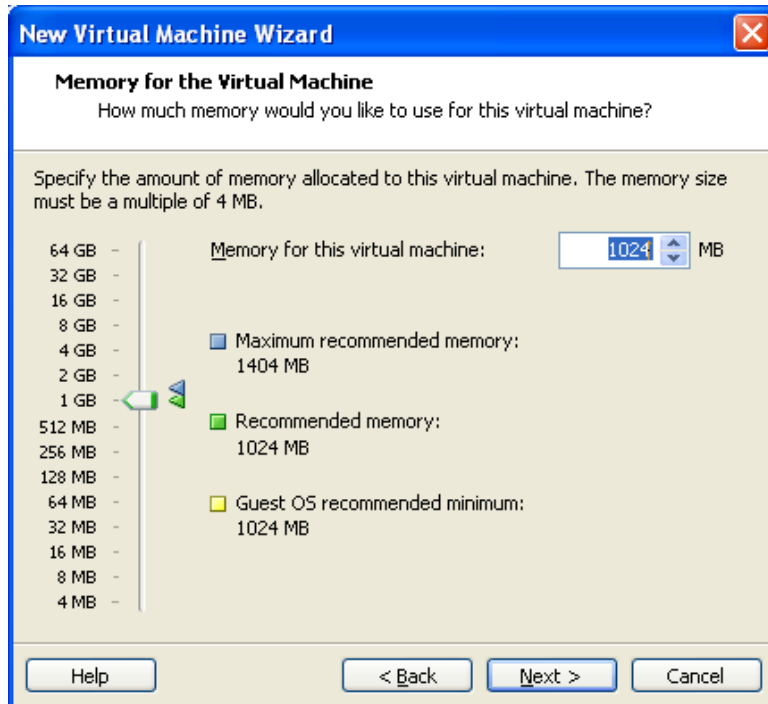 New Virtual Machine Wizard
Memory for the Virtual Machine
How much memory would you like to use for this virtual machine?
Specify the amount of memory allocated to this virtual machine. The memory size
must be a multiple of 4 MB.
Memory for this virtual machine: 1024 MB
64 GB
32 GB
16 GB
8 GB
4 GB
2 GB
1 GB
512 MB
256 MB
128 MB
64 MB
32 MB
16 MB
8 MB
4 MB
Maximum recommended memory:
1404 MB
Recommended memory:
1024 MB
Guest OS recommended minimum:
1024 MB
Help
< Back
Next >
Cancel